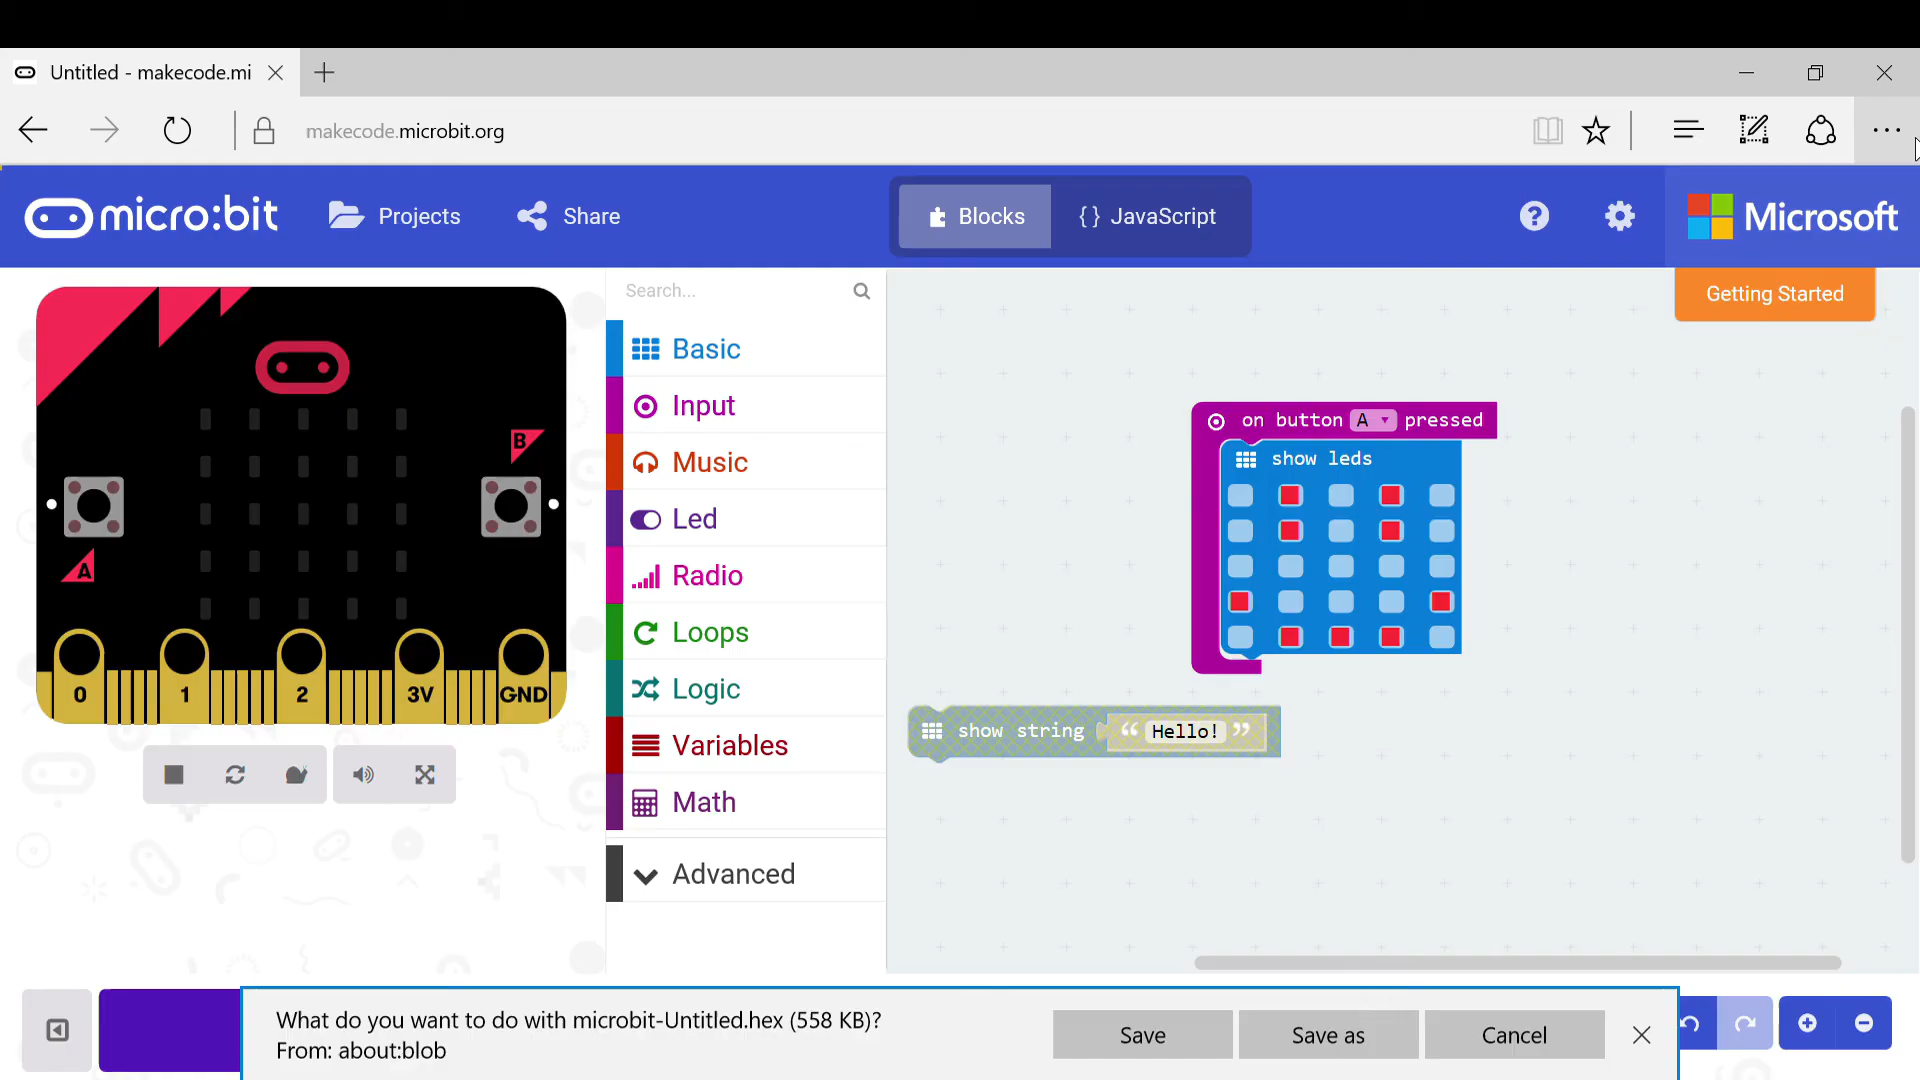 Untitled - makecode.mi
makecode.microbit.org
micro:bit
Projects
Share
Blocks
{} JavaScript
?
Microsoft
Search...
Getting Started
Basic
Input
Music
Led
Radio
Loops
Logic
Variables
Math
Advanced
B
A
0 1 2 3V GND
on button A pressed
show leds
show string “ Hello! ”
What do you want to do with microbit-Untitled.hex (558 KB)?
From: about:blob
Save
Save as
Cancel